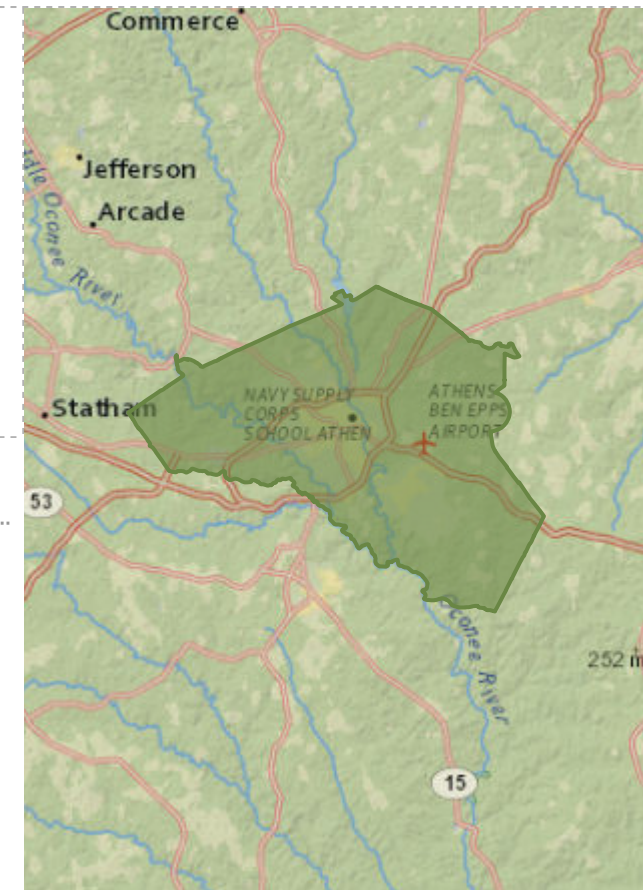 Commerce
Jefferson
Arcade
dle Oconee River
Statham
NAVY SUPPLY
CORPS
SCHOOL ATHEN
ATHENS
BEN EPPS
AIRPORT
53
..
Oconee River
252 m
15